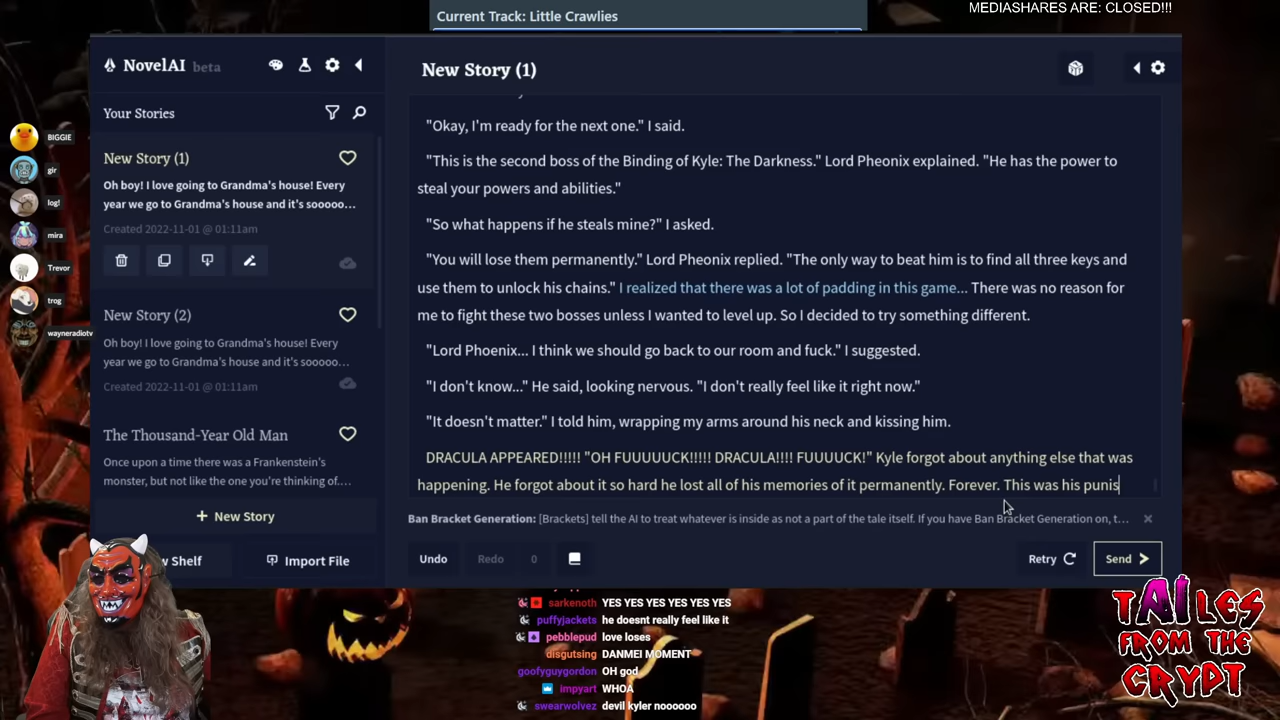 Current Track: Little Crawlies
MEDIASHARES ARE: CLOSED!!!
NovelAI beta
New Story (1)
Your Stories
BIGGIE
gir
log!
mira
Trevor
trog
wayneradiotv
New Story (1)
Oh boy! I love going to Grandma's house! Every
year we go to Grandma's house and it's sooooo...
Created 2022-11-01 @ 01:11am
New Story (2)
Oh boy! I love going to Grandma's house! Every
year we go to Grandma's house and it's sooooo...
Created 2022-11-01 @ 01:11am
The Thousand-Year Old Man
Once upon a time there was a Frankenstein's
monster, but not like the one you're thinking of....
+ New Story
Shelf
Import File
"Okay, I'm ready for the next one." I said.
"This is the second boss of the Binding of Kyle: The Darkness." Lord Pheonix explained. "He has the power to
steal your powers and abilities."
"So what happens if he steals mine?" I asked.
"You will lose them permanently." Lord Pheonix replied. "The only way to beat him is to find all three keys and
use them to unlock his chains." I realized that there was a lot of padding in this game... There was no reason for
me to fight these two bosses unless I wanted to level up. So I decided to try something different.
"Lord Phoenix... I think we should go back to our room and fuck." I suggested.
"I don't know..." He said, looking nervous. "I don't really feel like it right now."
"It doesn't matter." I told him, wrapping my arms around his neck and kissing him.
DRACULA APPEARED!!!!! "OH FUUUUUCK!!!!! DRACULA!!!! FUUUUCK!" Kyle forgot about anything else that was
happening. He forgot about it so hard he lost all of his memories of it permanently. Forever. This was his punis
Ban Bracket Generation: [Brackets] tell the AI to treat whatever is inside as not a part of the tale itself. If you have Ban Bracket Generation on, t...
Undo
Redo
0
Retry
Send
sarkenoth YES YES YES YES YES YES
puffyjackets he doesnt really feel like it
pebblepud love loses
disgutsing DANMEI MOMENT
goofyguygordon OH god
impyart WHOA
swearwolvez devil kyler noooooo
TAILES
FROM THE
CRYPT